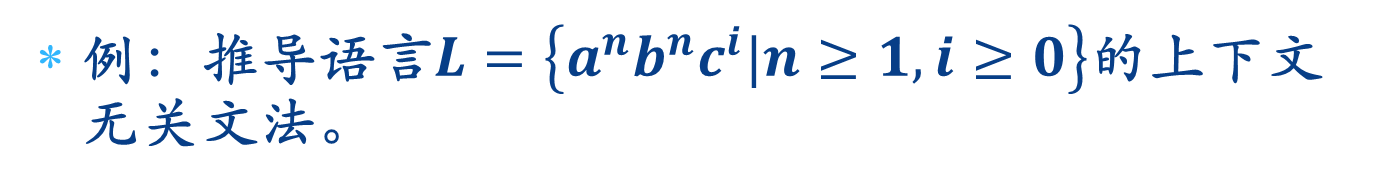 * 例：推导语言L = {aⁿbⁿcⁱ|n ≥ 1, i ≥ 0}的上下文
无关文法。